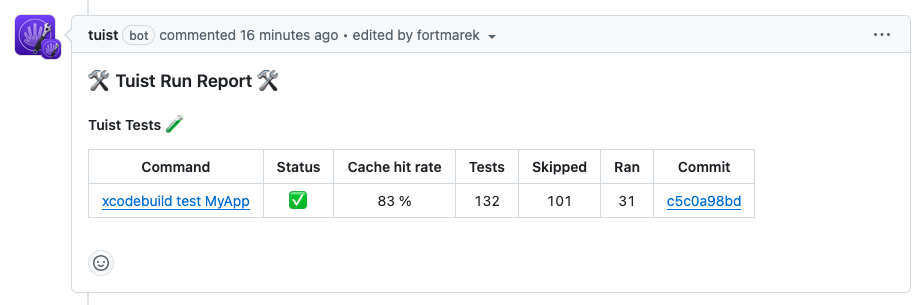 tuist bot commented 16 minutes ago • edited by fortmarek
🛠 Tuist Run Report 🛠
Tuist Tests 🧪
Command Status Cache hit rate Tests Skipped Ran Commit
xcodebuild test MyApp ✅ 83 % 132 101 31 c5c0a98bd